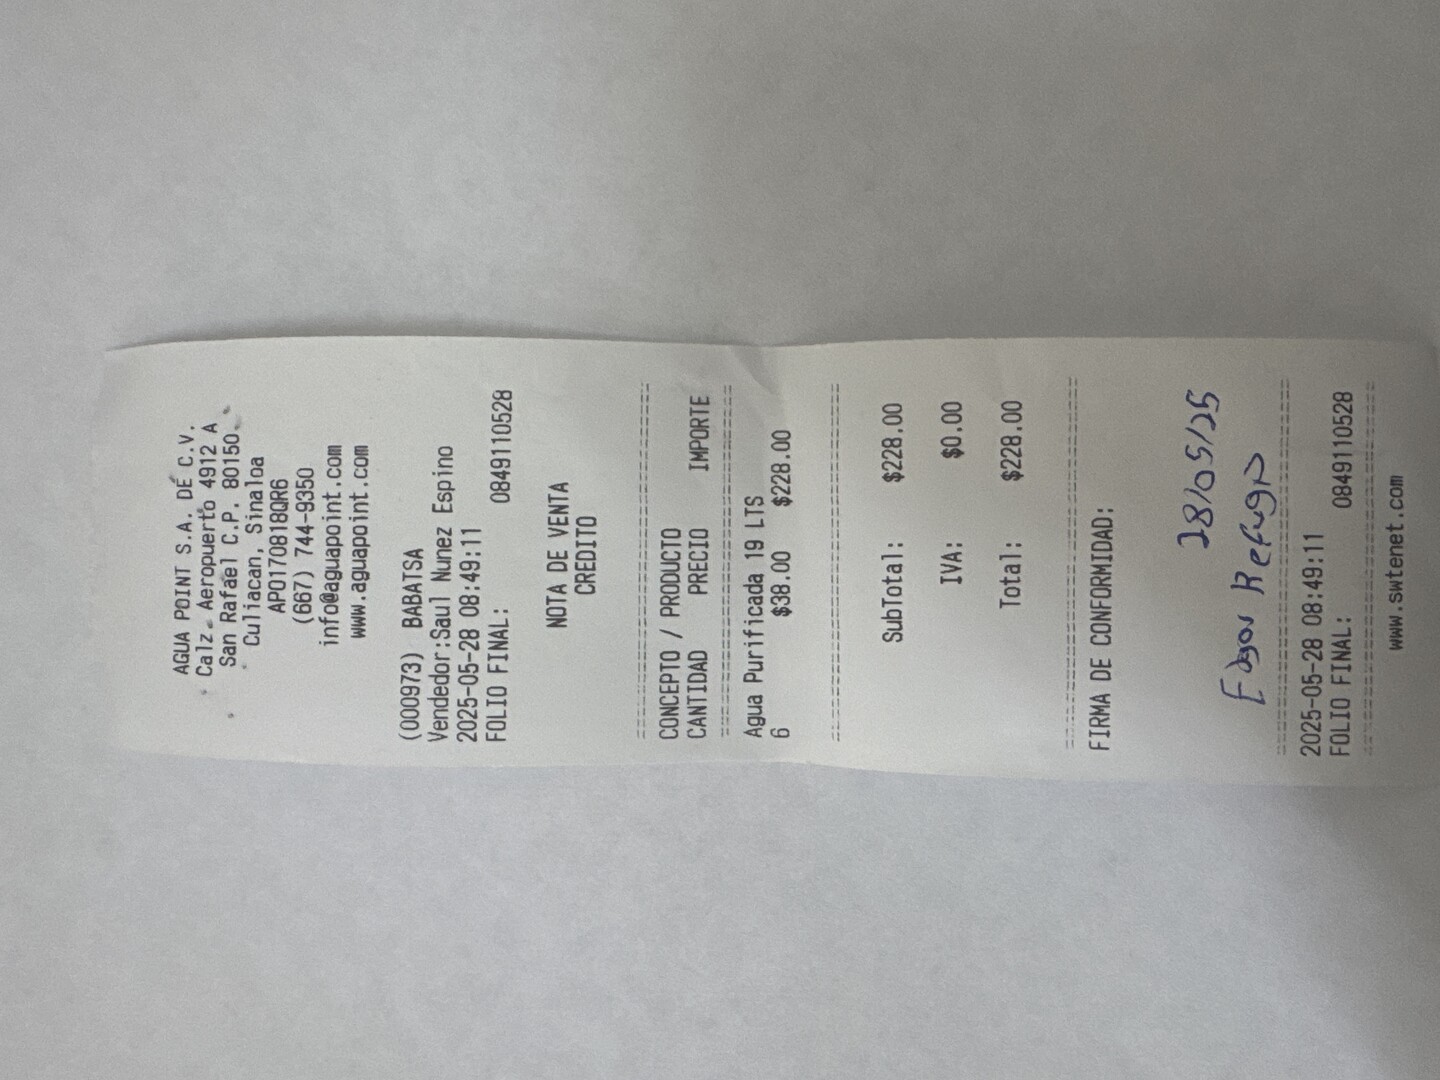 AGUA POINT S.A. DE C.V.
Calz. Aeropuerto 4912 A
San Rafael C.P. 80150
Culiacan, Sinaloa
APO170818QR6
(667) 744-9350
info@aguapoint.com
www.aguapoint.com
(000973) BABATSA
Vendedor:Saul Nunez Espino
2025-05-28 08:49:11
FOLIO FINAL: 0849110528
NOTA DE VENTA
CREDITO
CONCEPTO / PRODUCTO
CANTIDAD PRECIO IMPORTE
Agua Purificada 19 LTS
6 $38.00 $228.00
SubTotal: $228.00
IVA: $0.00
Total: $228.00
FIRMA DE CONFORMIDAD:
28/05/25
Edgar Refugio
2025-05-28 08:49:11
FOLIO FINAL: 0849110528
www.swtenet.com